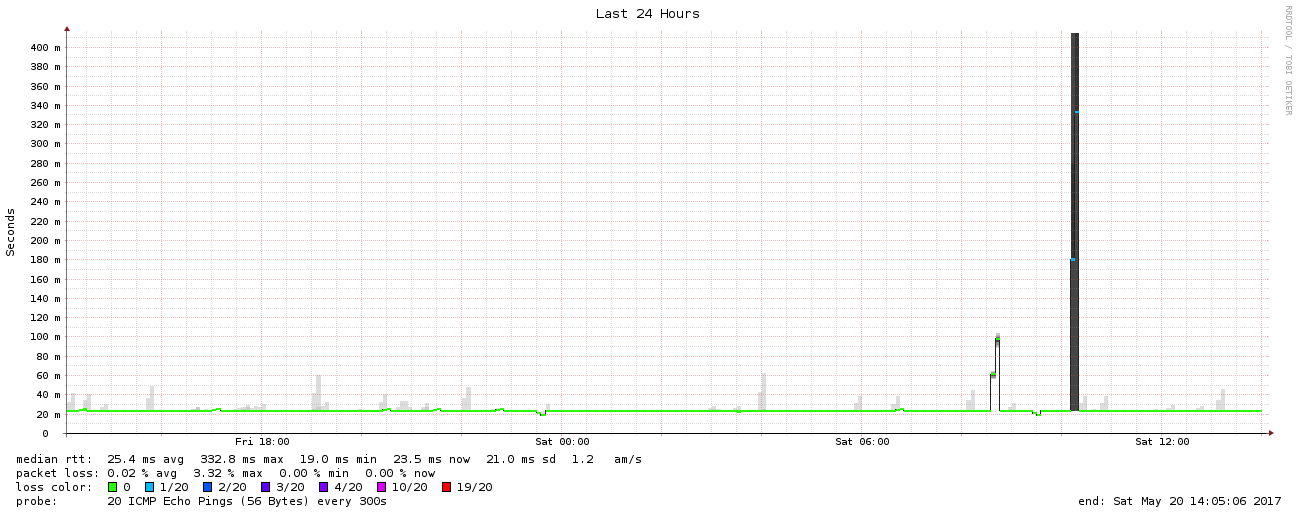 Last 24 Hours
RRDTOOL / TOBI OETIKER
Seconds
400 m
380 m
360 m
340 m
320 m
300 m
280 m
260 m
240 m
220 m
200 m
180 m
160 m
140 m
120 m
100 m
80 m
60 m
40 m
20 m
0
Fri 18:00 Sat 00:00 Sat 06:00 Sat 12:00
median rtt: 25.4 ms avg 332.8 ms max 19.0 ms min 23.5 ms now 21.0 ms sd 1.2 am/s
packet loss: 0.02 % avg 3.32 % max 0.00 % min 0.00 % now
loss color: 0 1/20 2/20 3/20 4/20 10/20 19/20
probe: 20 ICMP Echo Pings (56 Bytes) every 300s end: Sat May 20 14:05:06 2017